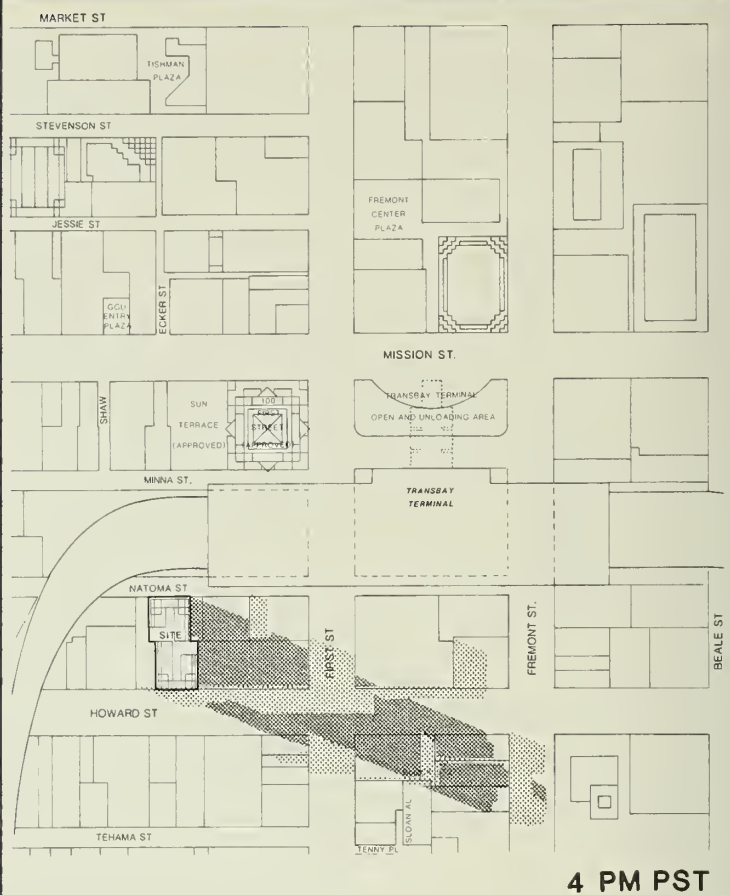 MARKET ST
TISHMAN
PLAZA
STEVENSON ST
JESSIE ST
FREMONT
CENTER
PLAZA
ECKER ST
GGU
ENTRY
PLAZA
MISSION ST.
SHAW
SUN
TERRACE
(APPROVED)
100
FIRST
STREET
(APPROVED)
TRANSBAY TERMINAL
OPEN AND UNLOADING AREA
MINNA ST.
TRANSBAY
TERMINAL
NATOMA ST
SITE
FIRST ST
FREMONT ST.
BEALE ST
HOWARD ST
SLOAN AL
TEHAMA ST
TENNY PL
4 PM PST